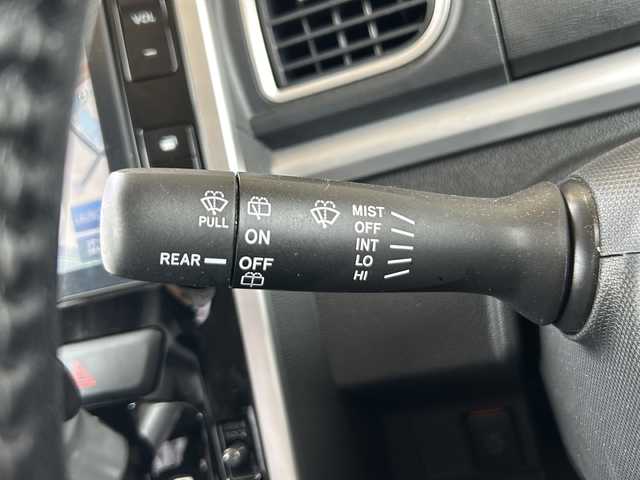 VOL
-
PULL
REAR
ON
OFF
MIST
OFF
INT
LO
HI